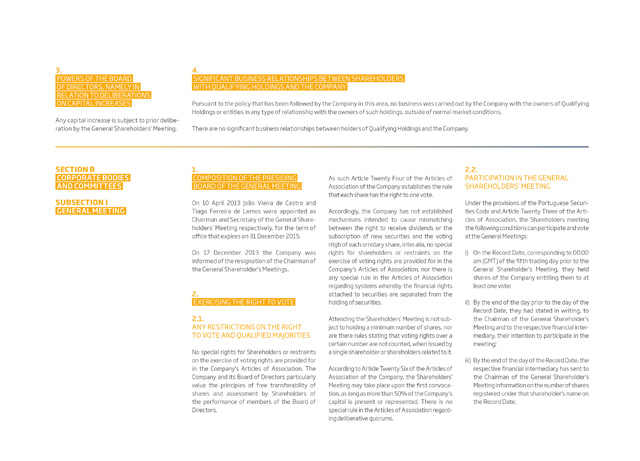 3.
POWERS OF THE BOARD
OF DIRECTORS, NAMELY IN
RELATION TO DELIBERATIONS
ON CAPITAL INCREASES
Any capital increase is subject to prior delibe-
ration by the General Shareholders' Meeting.
4.
SIGNIFICANT BUSINESS RELATIONSHIPS BETWEEN SHAREHOLDERS
WITH QUALIFYING HOLDINGS AND THE COMPANY
Pursuant to the policy that has been followed by the Company in this area, no business was carried out by the Company with the owners of Qualifying
Holdings or entities in any type of relationship with the owners of such holdings, outside of normal market conditions.
There are no significant business relationships between holders of Qualifying Holdings and the Company.
SECTION B
CORPORATE BODIES
AND COMMITTEES
SUBSECTION I
GENERAL MEETING
1.
COMPOSITION OF THE PRESIDING
BOARD OF THE GENERAL MEETING
On 10 April 2013 João Vieira de Castro and
Tiago Ferreira de Lemos were appointed as
Chairman and Secretary of the General Share-
holders' Meeting respectively, for the term of
office that expires on 31 December 2015.
On 17 December 2013 the Company was
informed of the resignation of the Chairman of
the General Shareholder's Meetings.
2.
EXERCISING THE RIGHT TO VOTE
2.1.
ANY RESTRICTIONS ON THE RIGHT
TO VOTE AND QUALIFIED MAJORITIES
No special rights for Shareholders or restraints
on the exercise of voting rights are provided for
in the Company's Articles of Association. The
Company and its Board of Directors particularly
value the principles of free transferability of
shares and assessment by Shareholders of
the performance of members of the Board of
Directors.
As such Article Twenty Four of the Articles of
Association of the Company establishes the rule
that each share has the right to one vote.
Accordingly, the Company has not established
mechanisms intended to cause mismatching
between the right to receive dividends or the
subscription of new securities and the voting
ritgh of each orriday share, inter alia, no special
rights for shareholders or restraints on the
exercise of voting rights are provided for in the
Company's Articles of Association, nor there is
any special rule in the Articles of Association
regarding systems whereby the financial rights
attached to securities are separated from the
holding of securities.
Attending the Shareholders' Meeting is not sub-
ject to holding a minimum number of shares, nor
are there rules stating that voting rights over a
certain number are not counted, when issued by
a single shareholder or shareholders related to it.
According to Article Twenty Six of the Articles of
Association of the Company, the Shareholders'
Meeting may take place upon the first convoca-
tion, as long as more than 50% of the Company's
capital is present or represented. There is no
special rule in the Articles of Association regard-
ing deliberative quorums.
2.2.
PARTICIPATION IN THE GENERAL
SHAREHOLDERS' MEETING
Under the provisions of the Portuguese Securi-
ties Code and Article Twenty Three of the Arti-
cles of Association, the Shareholders meeting
the following conditions can participate and vote
at the General Meetings:
i) On the Record Date, corresponding to 00:00
am (GMT) of the fifth trading day prior to the
General Shareholder's Meeting, they held
shares of the Company entitling them to at
least one vote;
ii) By the end of the day prior to the day of the
Record Date, they had stated in writing, to
the Chairman of the General Shareholder's
Meeting and to the respective financial inter-
mediary, their intention to participate in the
meeting;
iii) By the end of the day of the Record Date, the
respective financial intermediary has sent to
the Chairman of the General Shareholder's
Meeting information on the number of shares
registered under that shareholder's name on
the Record Date.